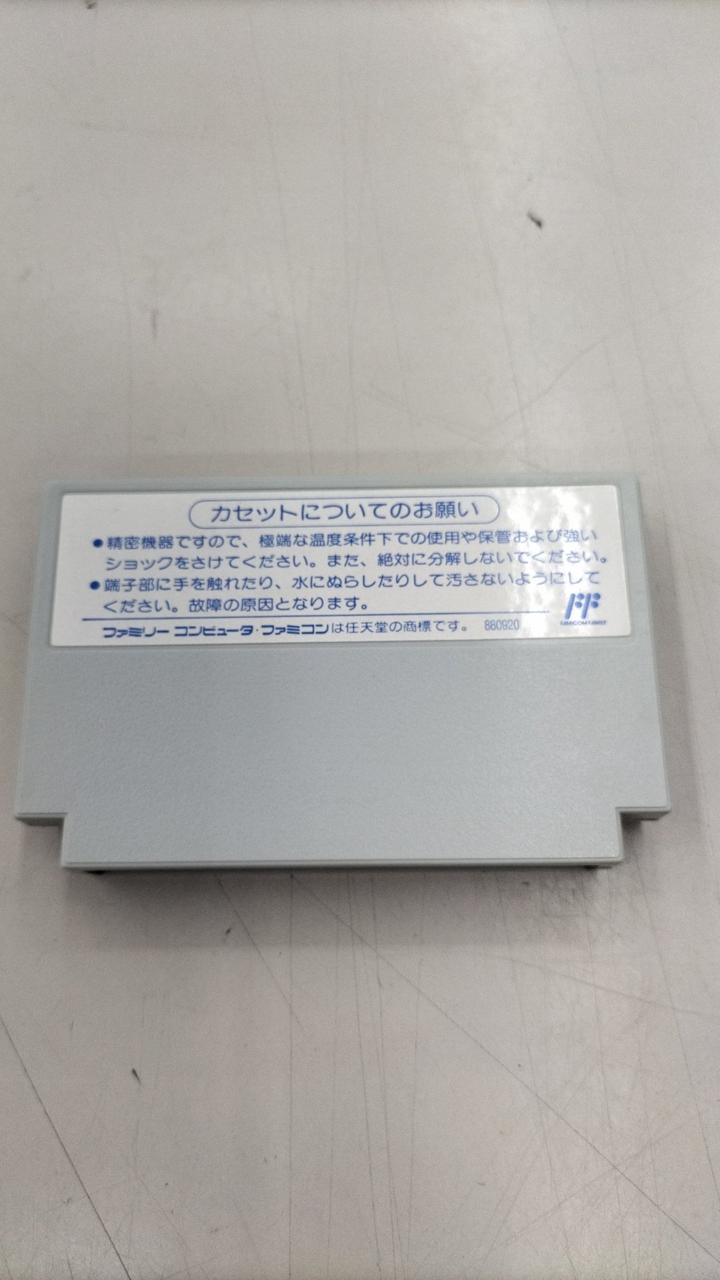 カセットについてのお願い
●精密機器ですので、極端な温度条件下での使用や保管および強い
ショックをさけてください。また、絶対に分解しないでください。
●端子部に手を触れたり、水にぬらしたりして汚さないようにして
ください。故障の原因となります。
ファミリー コンピュータ・ファミコンは任天堂の商標です。 880920
FAMICOM FAMILY